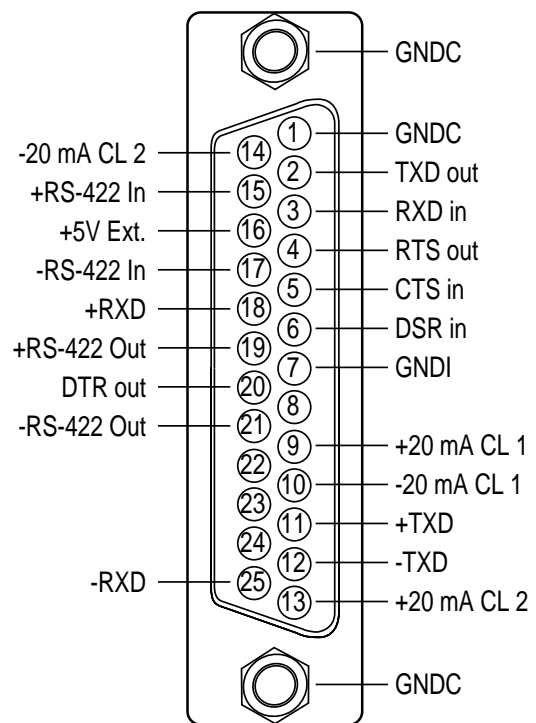 GNDC
1 GNDC
-20 mA CL 2 14
2 TXD out
+RS-422 In 15
3 RXD in
+5V Ext. 16
4 RTS out
-RS-422 In 17
5 CTS in
+RXD 18
6 DSR in
+RS-422 Out 19
7 GNDI
DTR out 20
8
-RS-422 Out 21
9 +20 mA CL 1
22
10 -20 mA CL 1
23
11 +TXD
24
12 -TXD
-RXD 25
13 +20 mA CL 2
GNDC